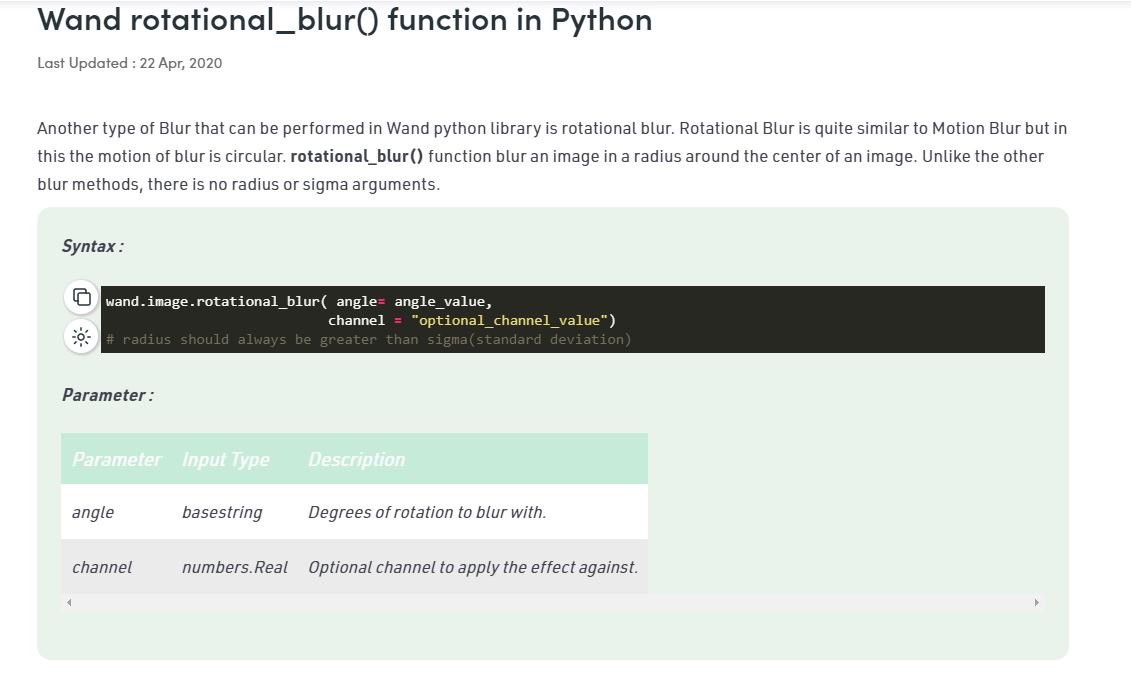 Wand rotational_blur() function in Python
Last Updated : 22 Apr, 2020
Another type of Blur that can be performed in Wand python library is rotational blur. Rotational Blur is quite similar to Motion Blur but in
this the motion of blur is circular. rotational_blur() function blur an image in a radius around the center of an image. Unlike the other
blur methods, there is no radius or sigma arguments.
Syntax :
wand.image.rotational_blur( angle= angle_value,
channel = "optional_channel_value")
# radius should always be greater than sigma(standard deviation)
Parameter :
Parameter Input Type Description
angle basestring Degrees of rotation to blur with.
channel numbers.Real Optional channel to apply the effect against.